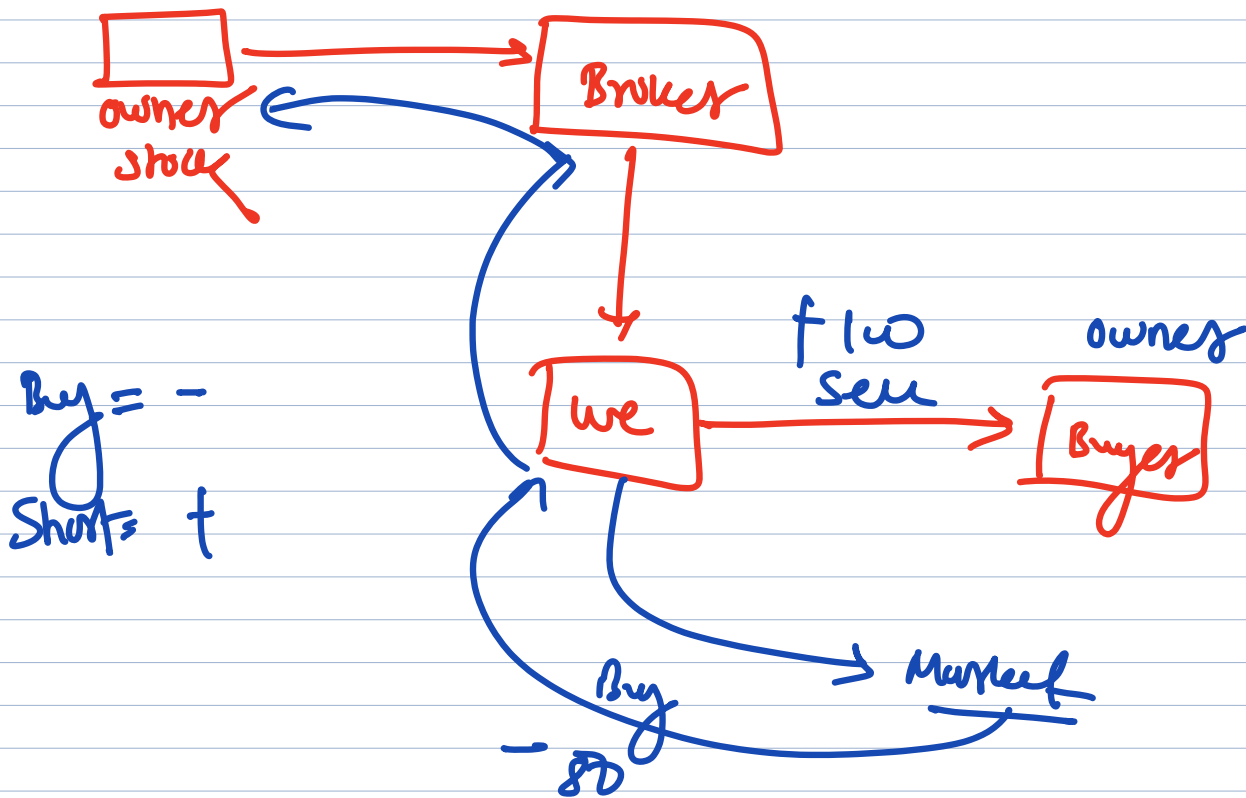 Broker
owner
stock
+100
sell
owner
we
Buyer
Buy = -
Short = +
Market
Buy
- 80